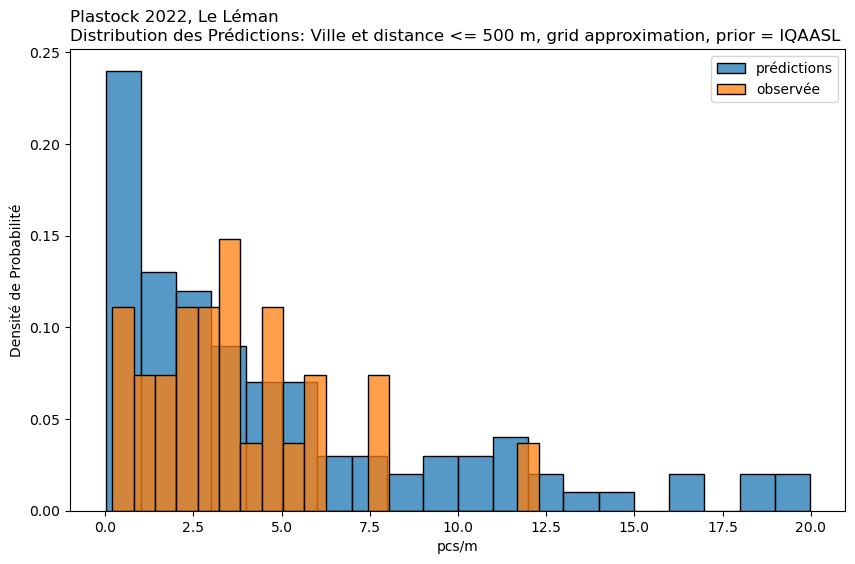 Plastock 2022, Le Léman
Distribution des Prédictions: Ville et distance <= 500 m, grid approximation, prior = IQAASL
prédictions
observée
Densité de Probabilité
0.25
0.20
0.15
0.10
0.05
0.00
0.0 2.5 5.0 7.5 10.0 12.5 15.0 17.5 20.0
pcs/m